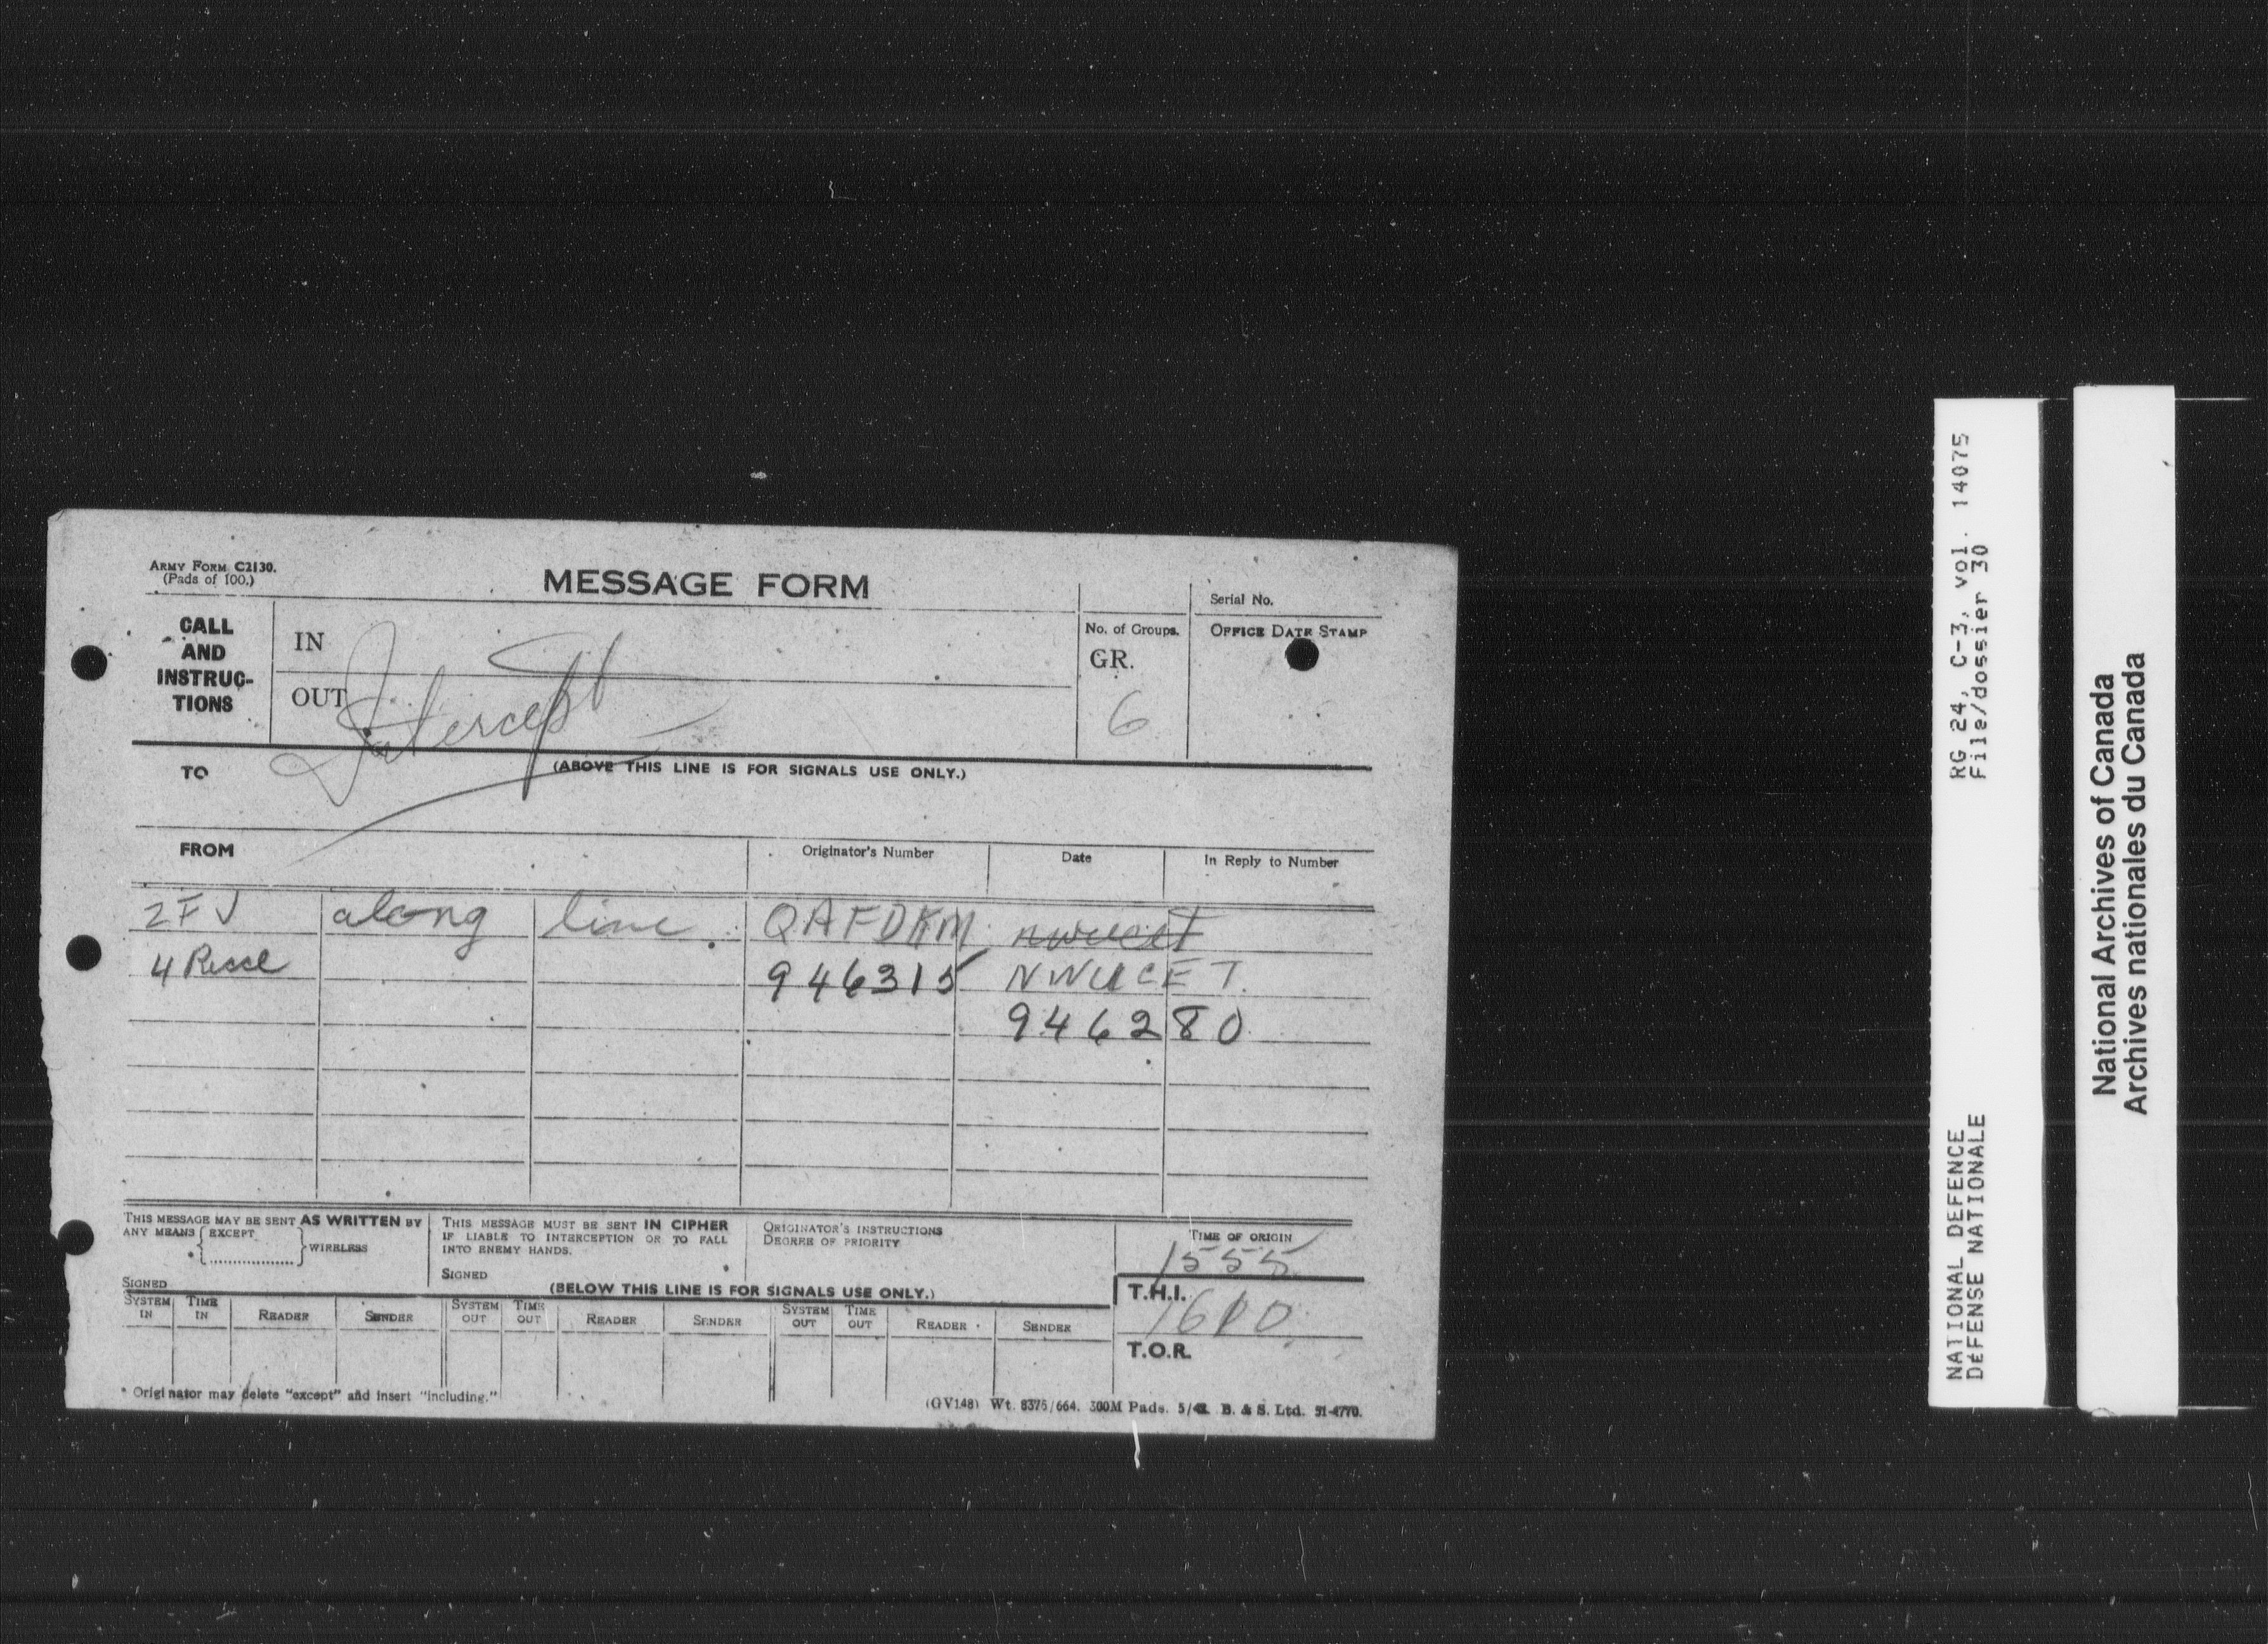 ARMY FORM C2130.
(Pads of 100.)
MESSAGE FORM
Serial No.
CALL
AND
INSTRUC-
TIONS
IN
OUT
Intercept
No. of Groups.
GR.
6
OFFICE DATE STAMP
TO
(ABOVE THIS LINE IS FOR SIGNALS USE ONLY.)
FROM
Originator's Number
Date
In Reply to Number
2 F J along line. QAFDKM nwucet
4 Recce 946315 NWUCET.
946280
THIS MESSAGE MAY BE SENT AS WRITTEN BY
ANY MEANS EXCEPT
* WIRELESS
SIGNED
THIS MESSAGE MUST BE SENT IN CIPHER
IF LIABLE TO INTERCEPTION OR TO FALL
INTO ENEMY HANDS.
SIGNED
ORIGINATOR'S INSTRUCTIONS
DEGREE OF PRIORITY
TIME OF ORIGIN
1555
(BELOW THIS LINE IS FOR SIGNALS USE ONLY.)
T.H.I.
1610
T.O.R.
SYSTEM IN TIME IN READER SENDER SYSTEM OUT TIME OUT READER SENDER SYSTEM OUT TIME OUT READER SENDER
* Originator may delete "except" and insert "including."
(GV148) Wt. 8375/664. 300M Pads. B. & S. Ltd. 51-4770.
RG 24, C-3, vol. 14075
File/dossier 30
NATIONAL DEFENCE
DÉFENSE NATIONALE
National Archives of Canada
Archives nationales du Canada